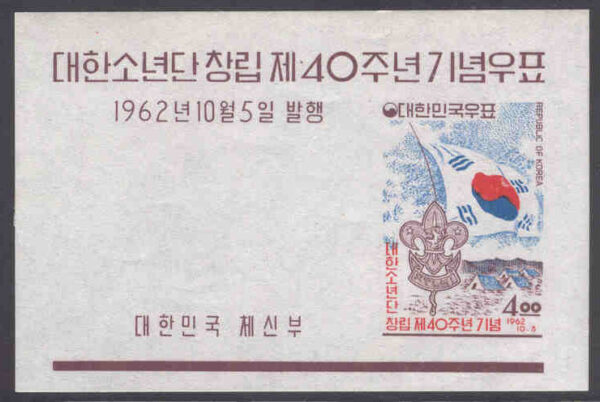 대한소년단창립 제40주년기념우표
1962년10월5일 발행
대한민국우표
REPUBLIC OF KOREA
대한소년단
창립 제40주년기념
1962
10.5
4.00
대한민국 체신부